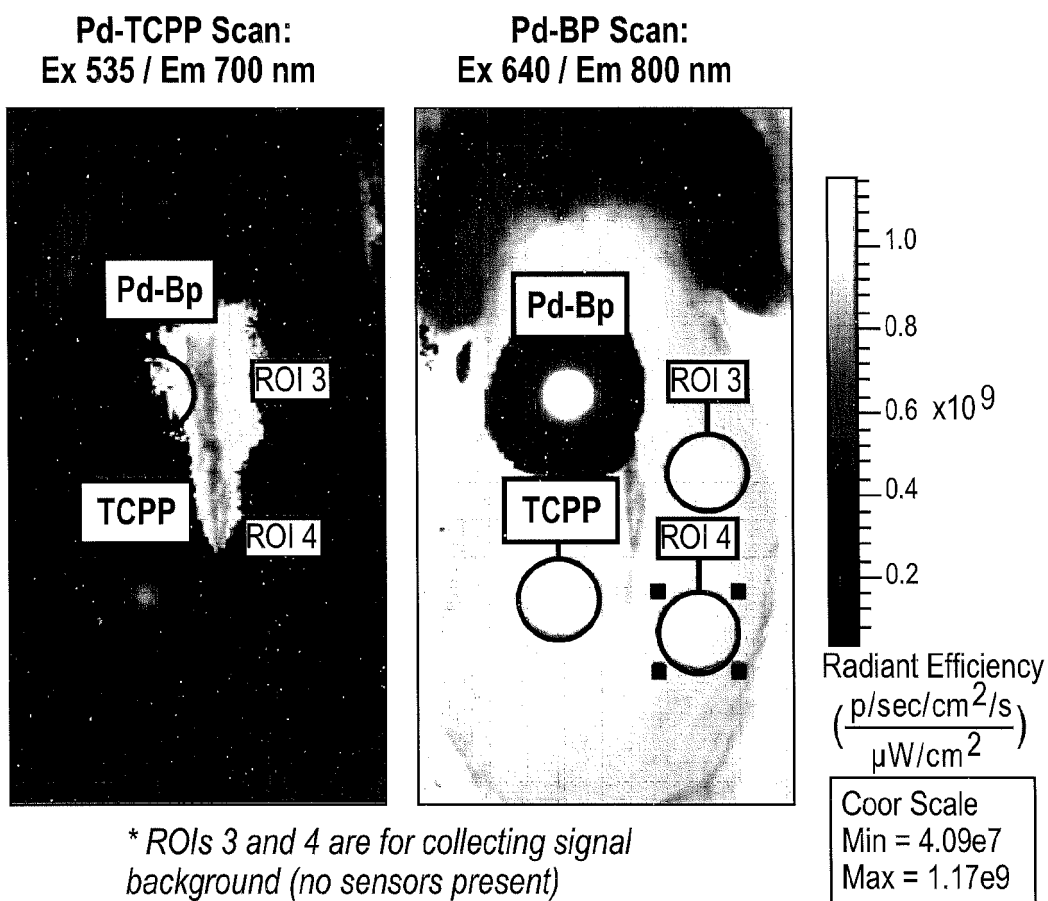 Pd-TCPP Scan:
Ex 535 / Em 700 nm
Pd-BP Scan:
Ex 640 / Em 800 nm
Pd-Bp
ROI 3
TCPP
ROI 4
Pd-Bp
ROI 3
TCPP
ROI 4
1.0
0.8
0.6 x10^9
0.4
0.2
Radiant Efficiency
(p/sec/cm²/s
µW/cm²)
Coor Scale
Min = 4.09e7
Max = 1.17e9
* ROIs 3 and 4 are for collecting signal
background (no sensors present)